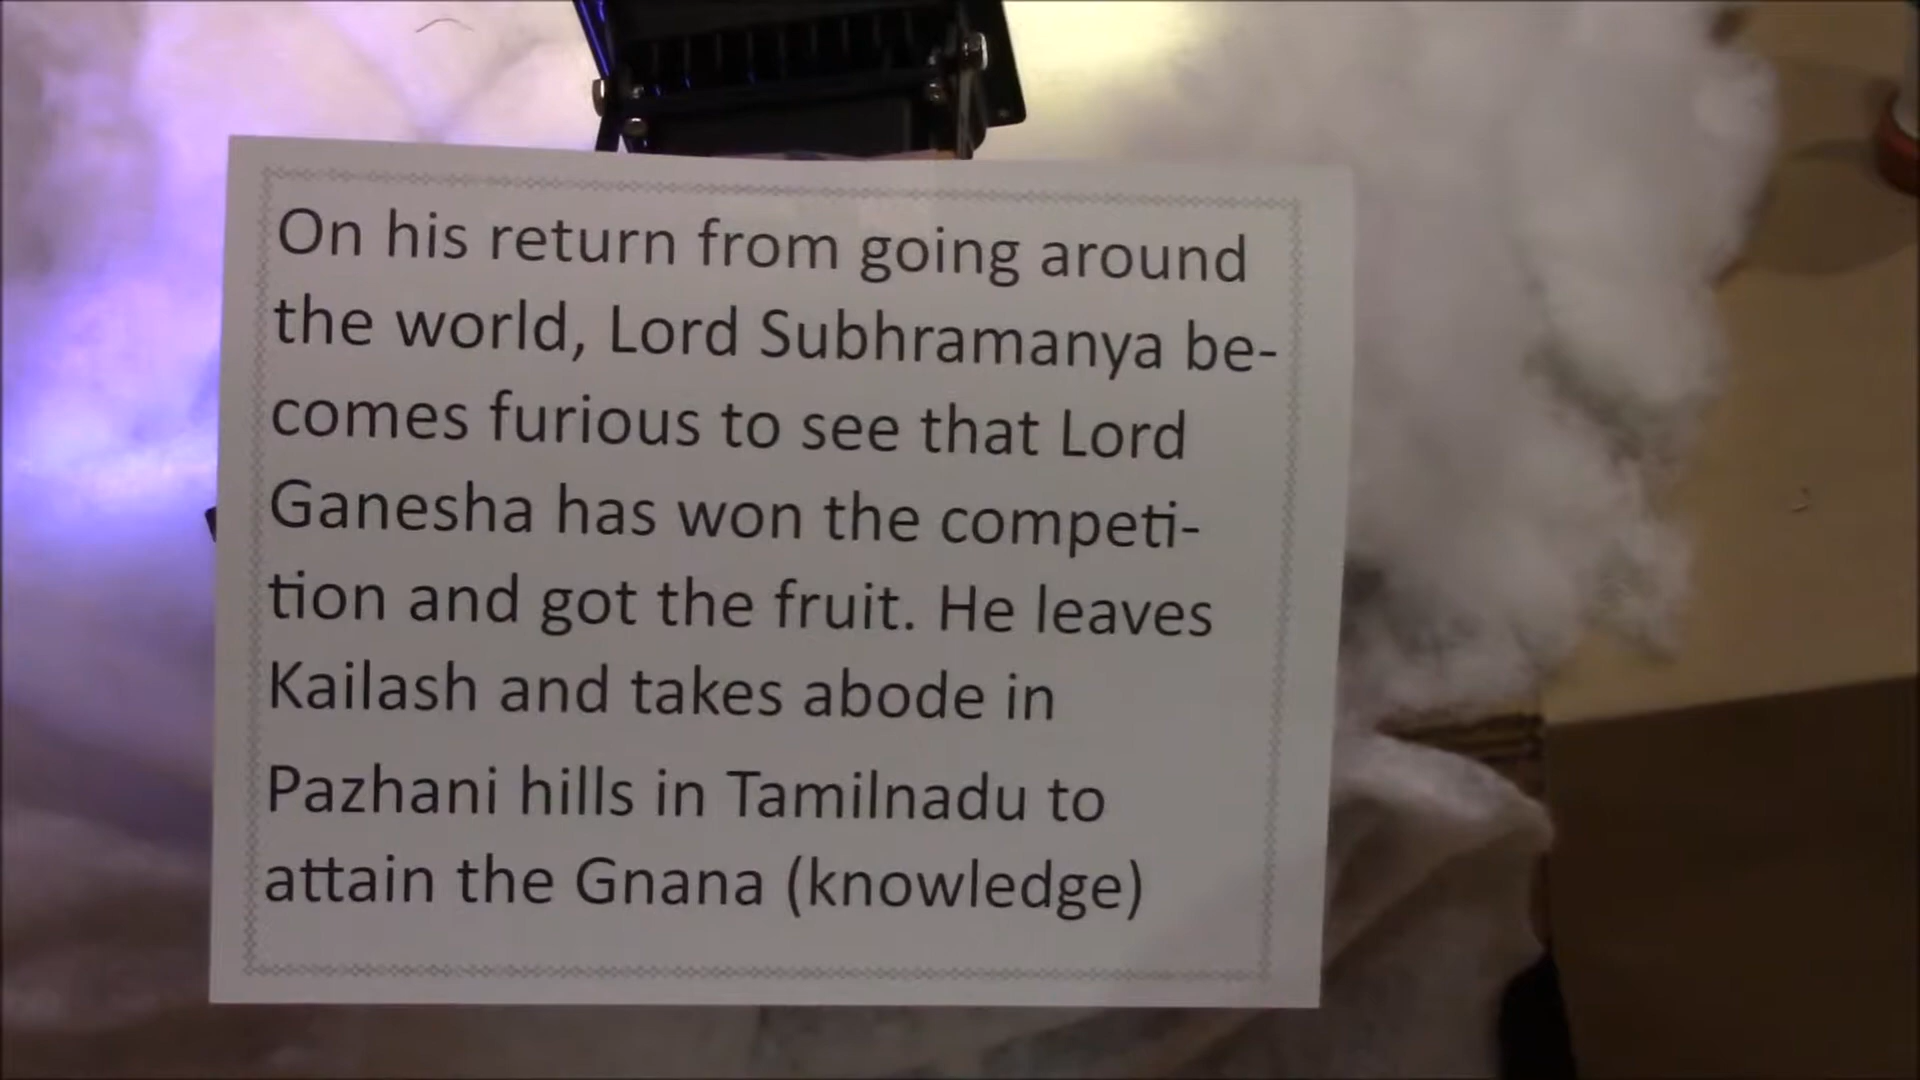 On his return from going around
the world, Lord Subhramanya be-
comes furious to see that Lord
Ganesha has won the competi-
tion and got the fruit. He leaves
Kailash and takes abode in
Pazhani hills in Tamilnadu to
attain the Gnana (knowledge)